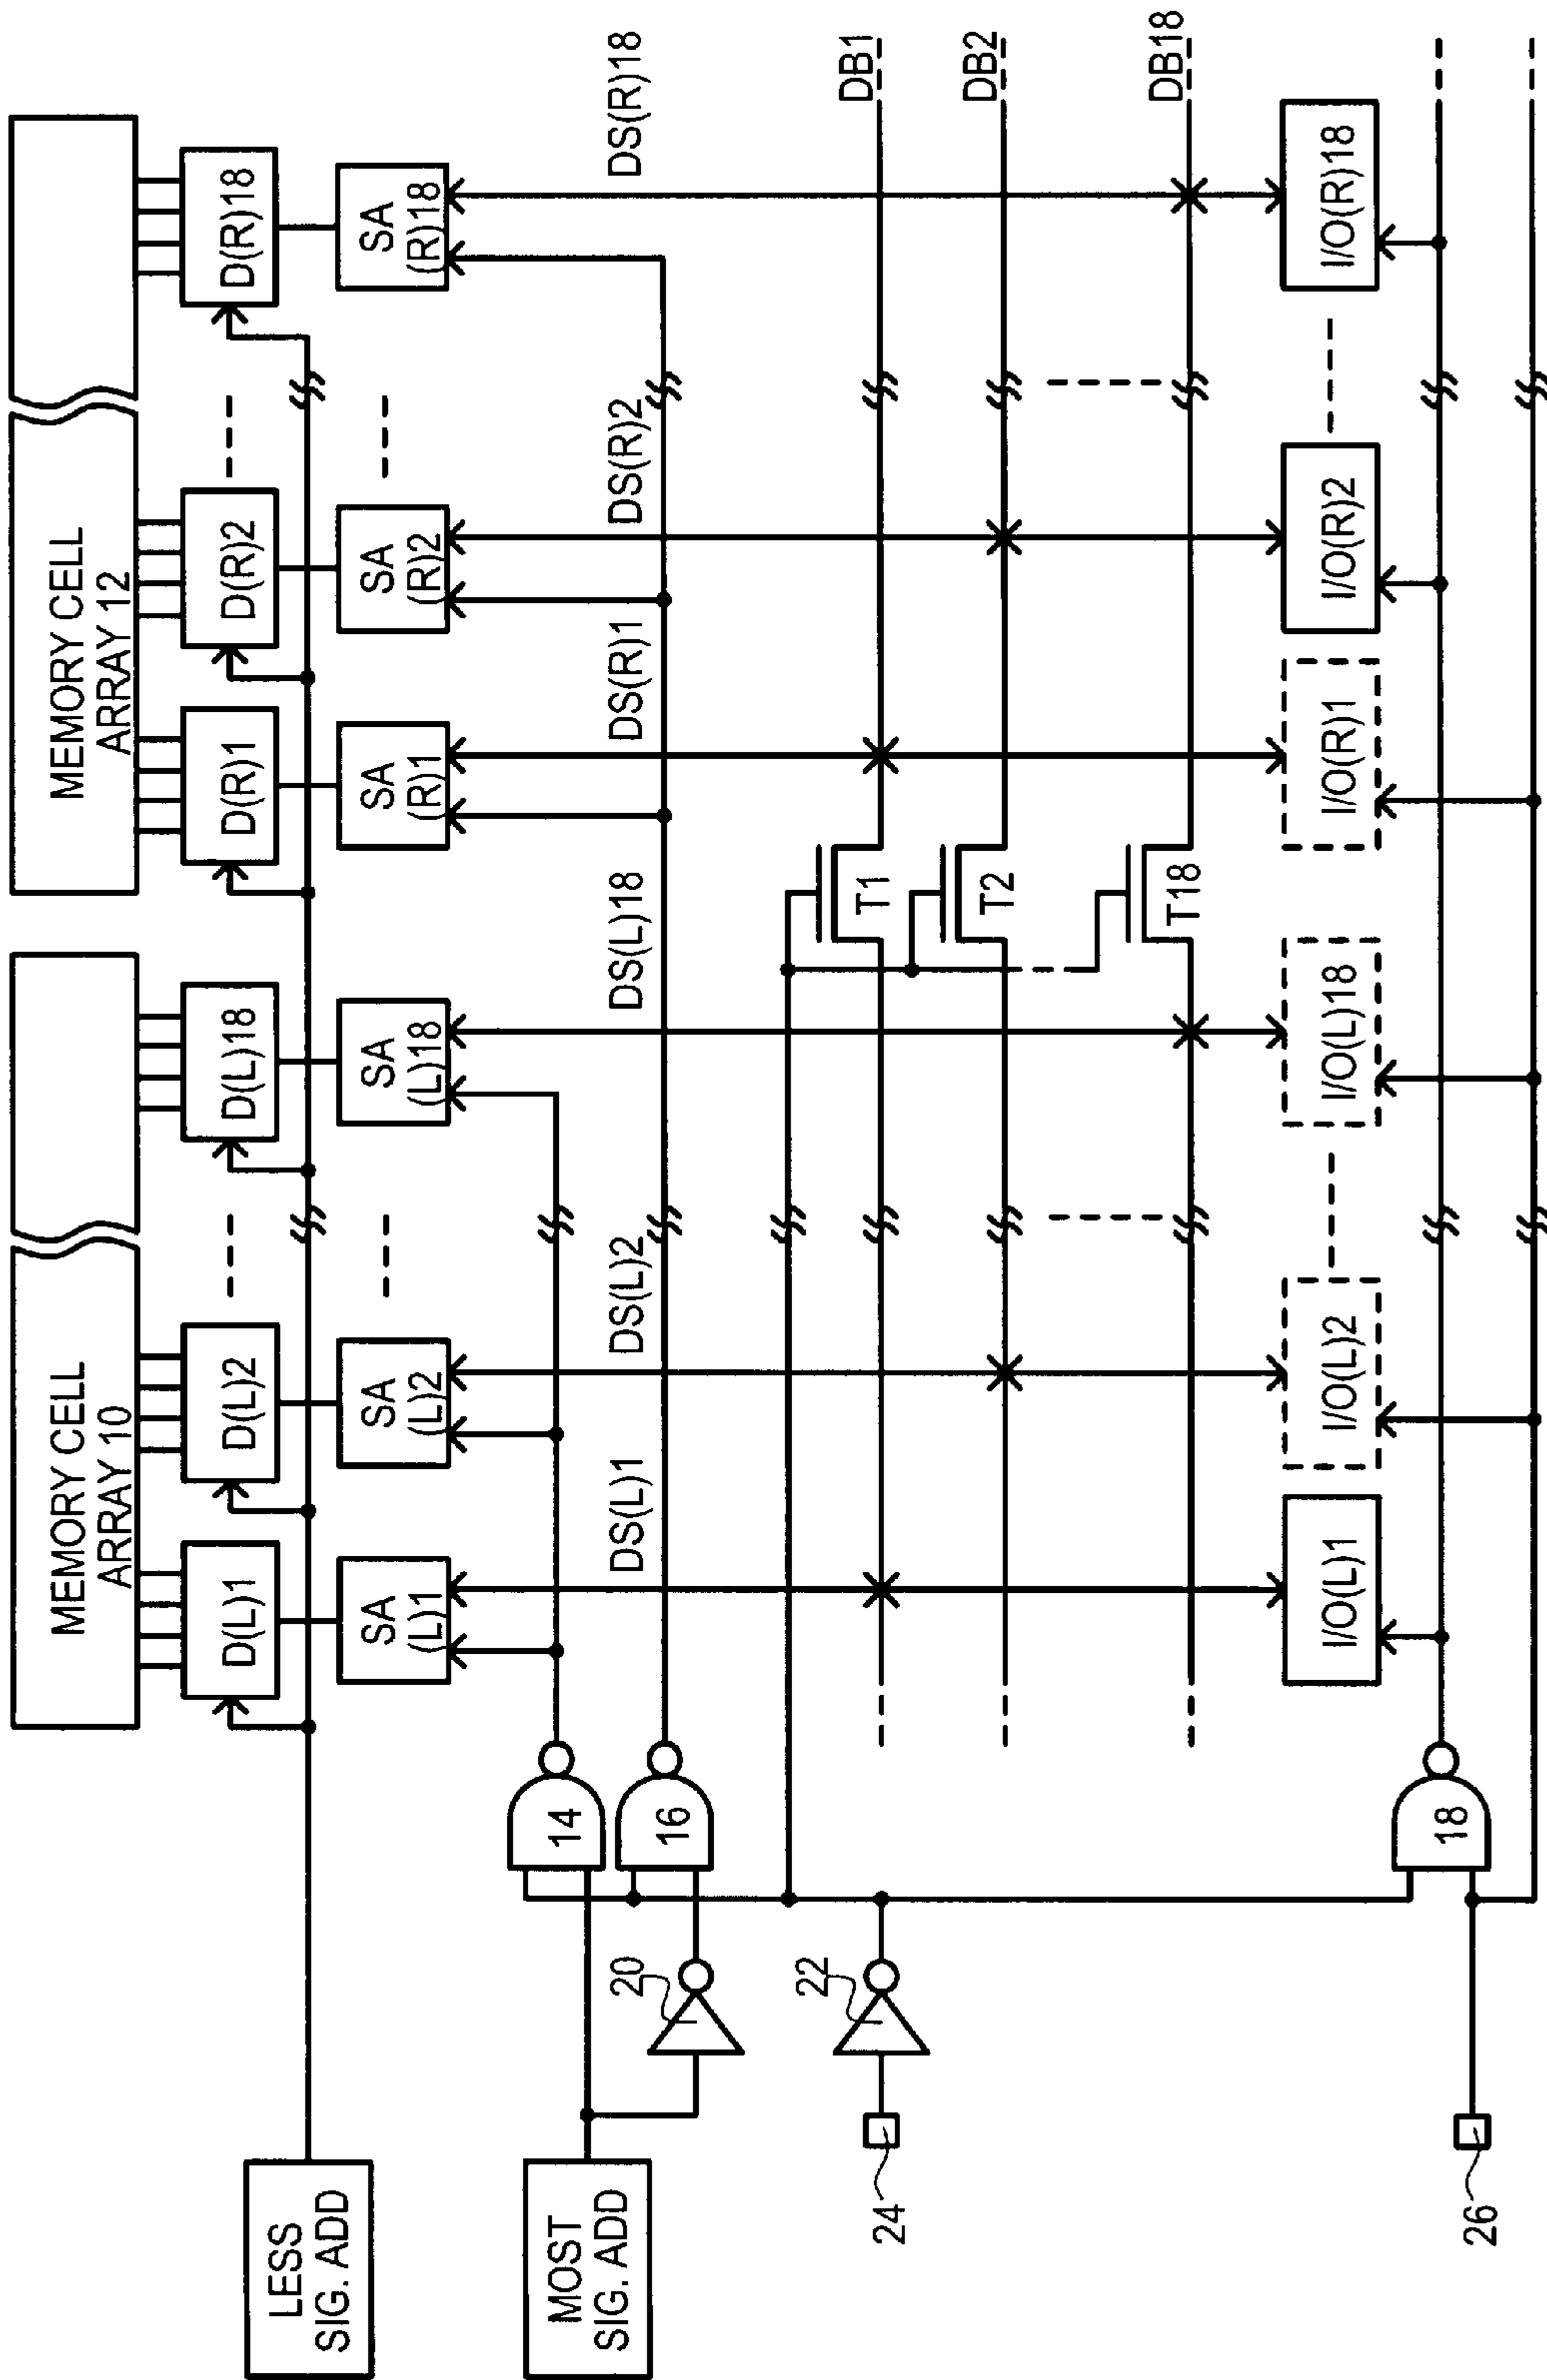 MEMORY CELL
ARRAY 10
MEMORY CELL
ARRAY 12
D(L)1
D(L)2
D(L)18
D(R)1
D(R)2
D(R)18
LESS
SIG. ADD
SA
(L)1
SA
(L)2
SA
(L)18
SA
(R)1
SA
(R)2
SA
(R)18
MOST
SIG. ADD
14
16
20
DS(L)1
DS(L)2
DS(L)18
DS(R)1
DS(R)2
DS(R)18
22
24
T1
DB1
T2
DB2
T18
DB18
I/O(L)1
I/O(L)2
I/O(L)18
I/O(R)1
I/O(R)2
I/O(R)18
18
26